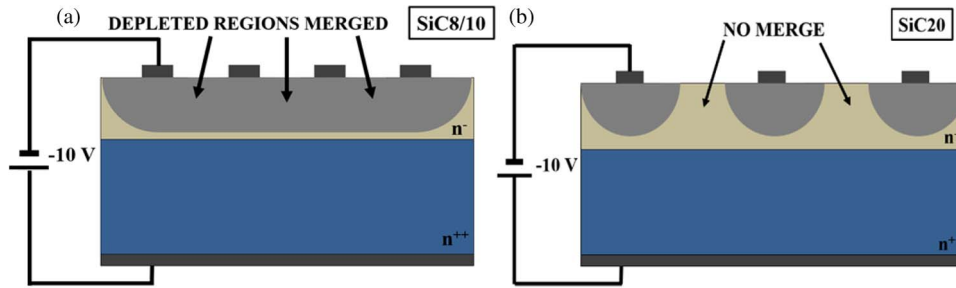 (a)
DEPLETED REGIONS MERGED
SiC8/10
-10 V
n⁻
n⁺⁺
(b)
NO MERGE
SiC20
-10 V
n⁻
n⁺